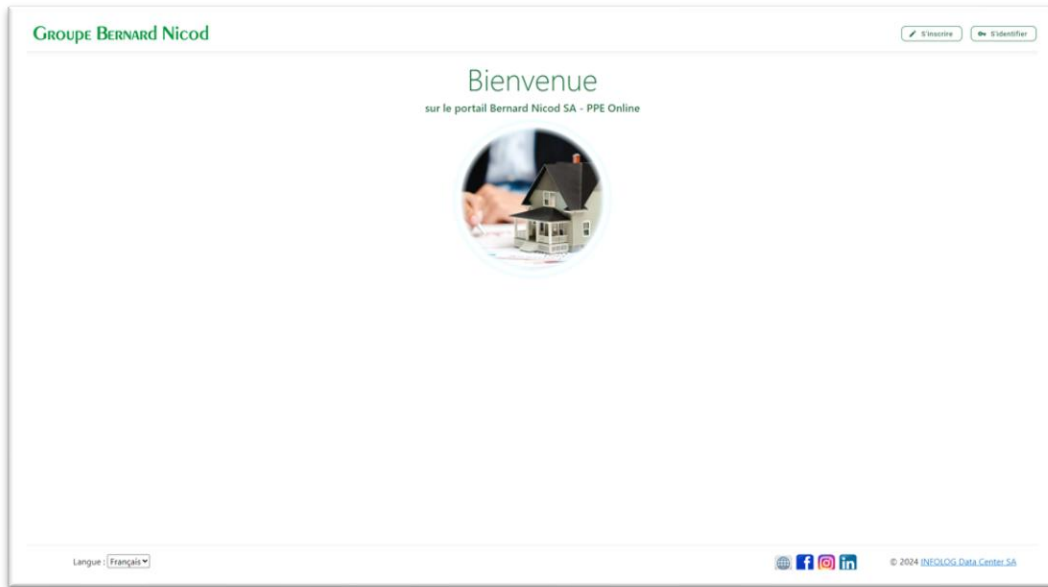 Groupe Bernard Nicod
S'inscrire
S'identifier
Bienvenue
sur le portail Bernard Nicod SA - PPE Online
Langue : Français
© 2024 INFOLOG Data Center SA